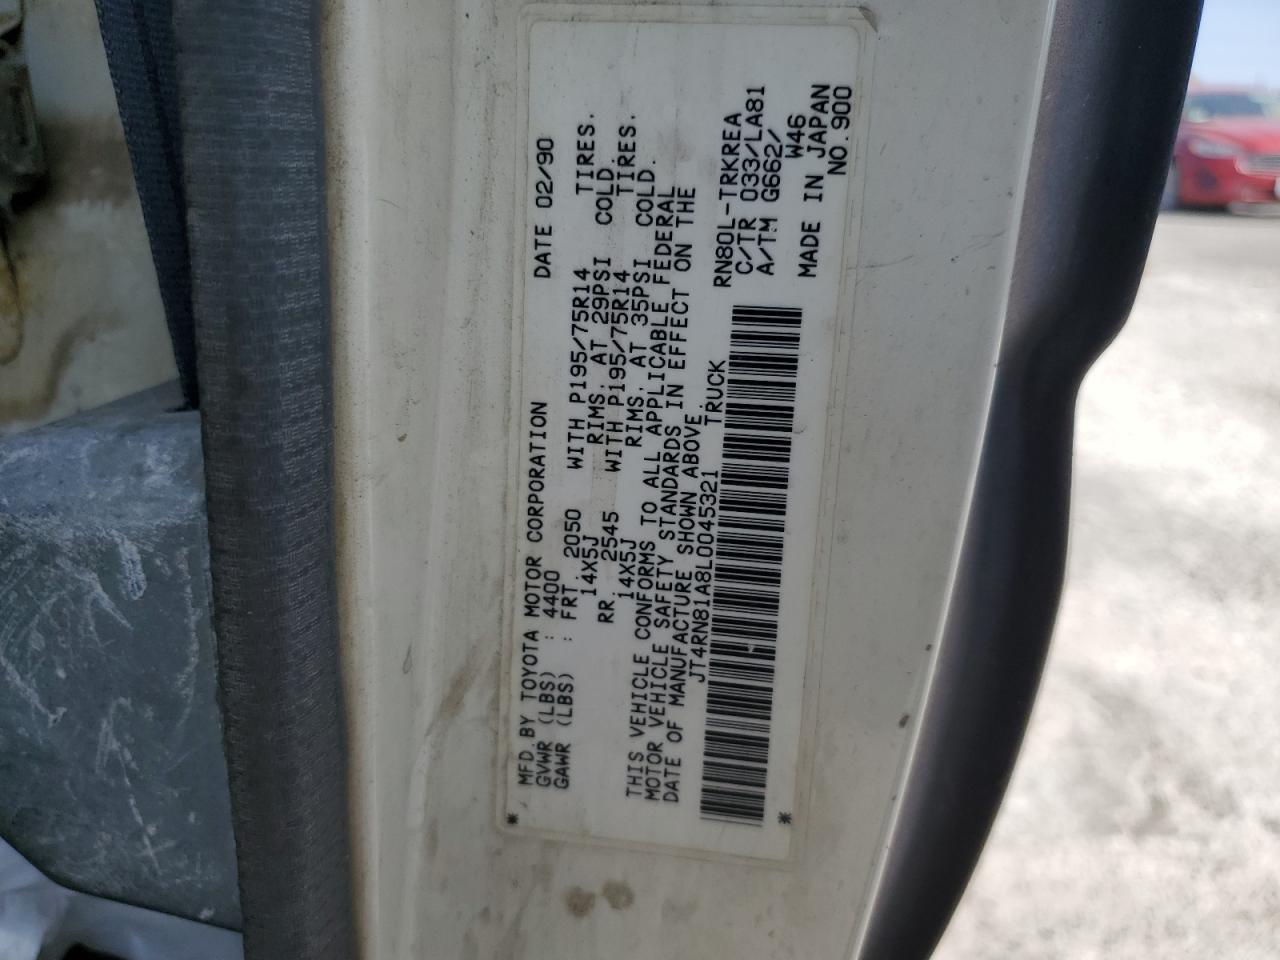 MFD.BY TOYOTA MOTOR CORPORATION DATE 02/90
GVWR (LBS) : 4400
GAWR (LBS) : FRT. 2050 WITH P195/75R14 TIRES.
14X5J RIMS. AT 29PSI COLD.
RR. 2545 WITH P195/75R14 TIRES.
14X5J RIMS. AT 35PSI COLD.
THIS VEHICLE CONFORMS TO ALL APPLICABLE FEDERAL
MOTOR VEHICLE SAFETY STANDARDS IN EFFECT ON THE
DATE OF MANUFACTURE SHOWN ABOVE.
JT4RN81A8L0045321 TRUCK
RN80L-TRKREA
C/TR 033/LA81
A/TM G662/
W46
MADE IN JAPAN
NO.900